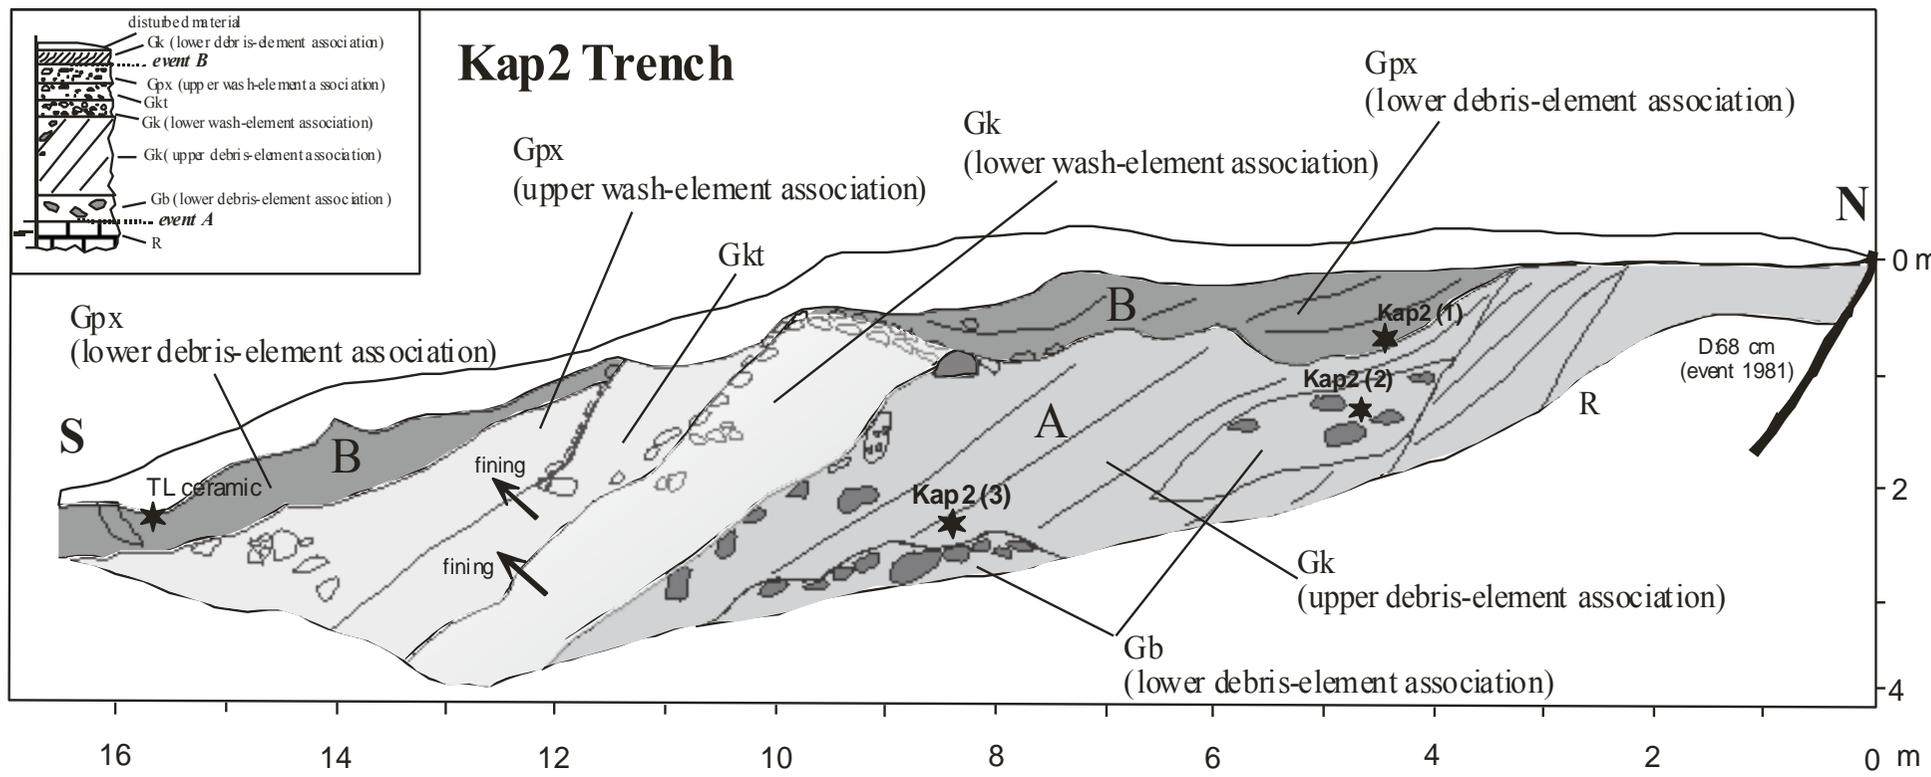 disturbed material
Gk (lower debris-element association)
event B
Gpx (upper wash-element association)
Gkt
Gk (lower wash-element association)
Gk (upper debris-element association)
Gb (lower debris-element association)
event A
R
Kap2 Trench
Gpx
(lower debris-element association)
Gk
(lower wash-element association)
Gpx
(upper wash-element association)
Gkt
N
0 m
Gpx
(lower debris-element association)
B
Kap2 (1)
D:68 cm
(event 1981)
Kap2 (2)
R
A
S
B
fining
TL ceramic
Kap2 (3)
2
fining
Gk
(upper debris-element association)
Gb
(lower debris-element association)
4
16 14 12 10 8 6 4 2 0 m